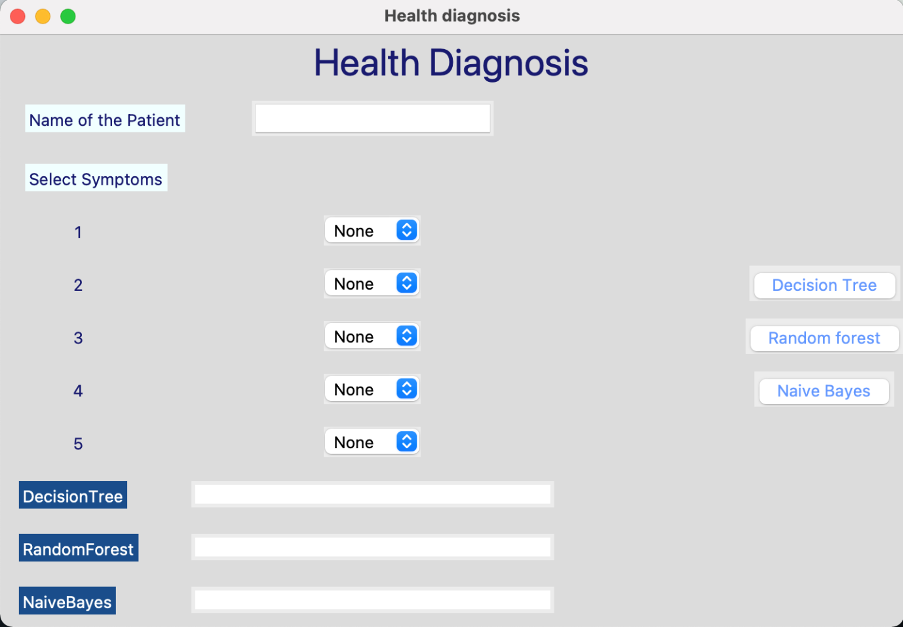 Health diagnosis
Health Diagnosis
Name of the Patient
Select Symptoms
1 None
2 None Decision Tree
3 None Random forest
4 None Naive Bayes
5 None
DecisionTree
RandomForest
NaiveBayes